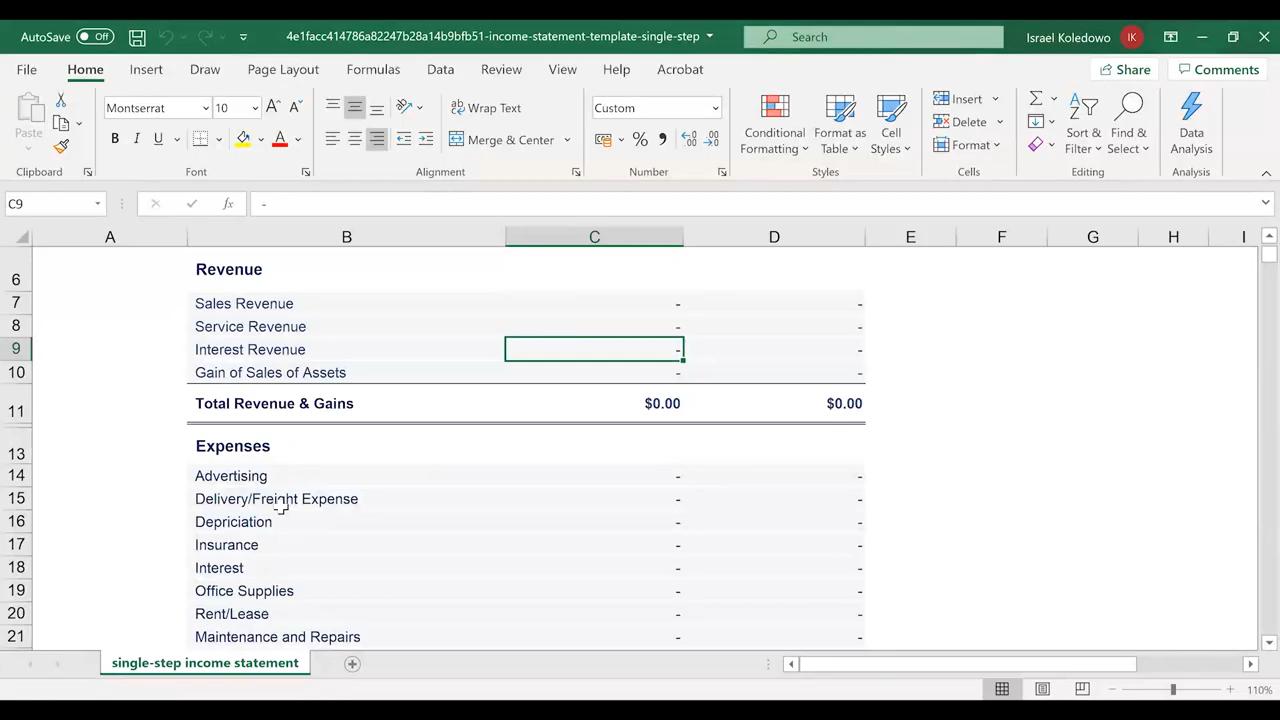 AutoSave Off 4e1facc414786a82247b28a14b9bfb51-income-statement-template-single-step Search Israel Koledowo IK
File Home Insert Draw Page Layout Formulas Data Review View Help Acrobat Share Comments
Paste Montserrat 10 A A Wrap Text Custom Conditional Formatting Format as Table Cell Styles Insert Sort & Filter Find & Select Data Analysis
B I U A Merge & Center % , Delete
Format
Clipboard Font Alignment Number Styles Cells Editing Analysis
C9 fx -
A B C D E F G H I
6 Revenue
7 Sales Revenue - -
8 Service Revenue - -
9 Interest Revenue - -
10 Gain of Sales of Assets - -
11 Total Revenue & Gains $0.00 $0.00
13 Expenses
14 Advertising - -
15 Delivery/Freight Expense - -
16 Depriciation - -
17 Insurance - -
18 Interest - -
19 Office Supplies - -
20 Rent/Lease - -
21 Maintenance and Repairs - -
single-step income statement
110%